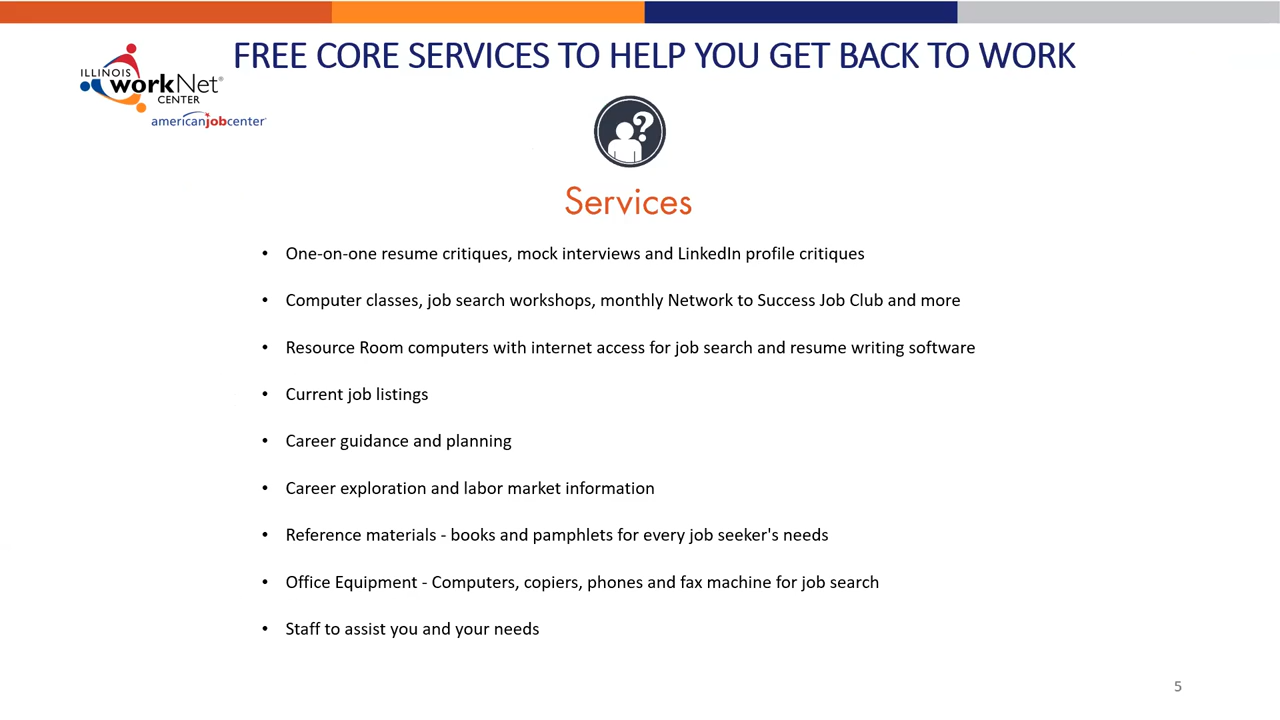 FREE CORE SERVICES TO HELP YOU GET BACK TO WORK
ILLINOIS
workNet®
CENTER
americanjobcenter
?
Services
• One-on-one resume critiques, mock interviews and LinkedIn profile critiques
• Computer classes, job search workshops, monthly Network to Success Job Club and more
• Resource Room computers with internet access for job search and resume writing software
• Current job listings
• Career guidance and planning
• Career exploration and labor market information
• Reference materials - books and pamphlets for every job seeker's needs
• Office Equipment - Computers, copiers, phones and fax machine for job search
• Staff to assist you and your needs
5